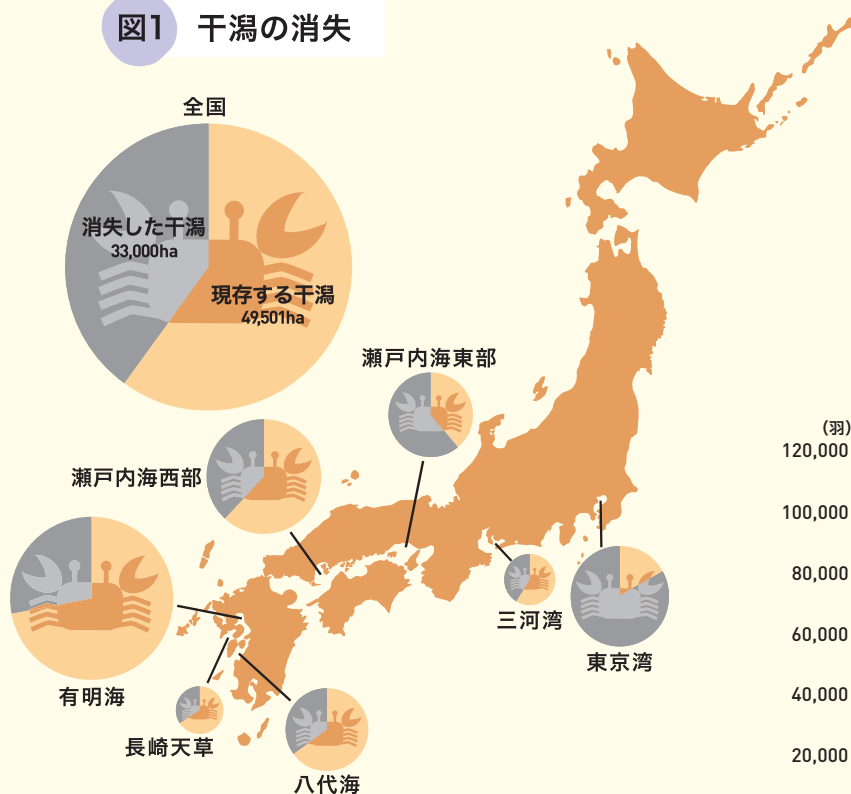 図1 干潟の消失
全国
消失した干潟
33,000ha
現存する干潟
49,501ha
瀬戸内海東部
瀬戸内海西部
有明海
長崎天草
八代海
三河湾
東京湾
(羽)
120,000
100,000
80,000
60,000
40,000
20,000